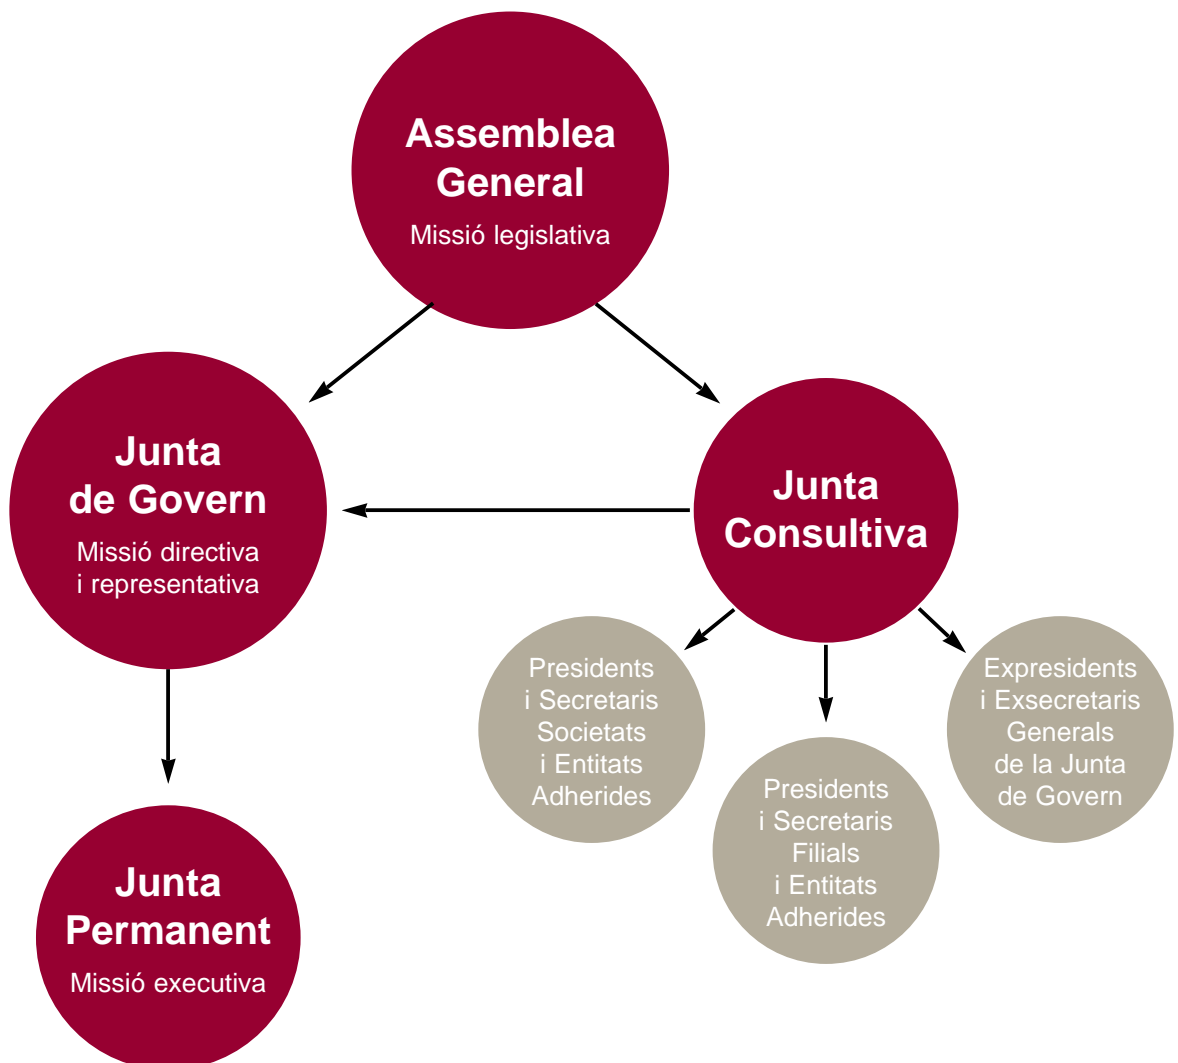 Assemblea
General
Missió legislativa
Junta
de Govern
Missió directiva
i representativa
Junta
Consultiva
Presidents
i Secretaris
Societats
i Entitats
Adherides
Presidents
i Secretaris
Filials
i Entitats
Adherides
Expresidents
i Exsecretaris
Generals
de la Junta
de Govern
Junta
Permanent
Missió executiva